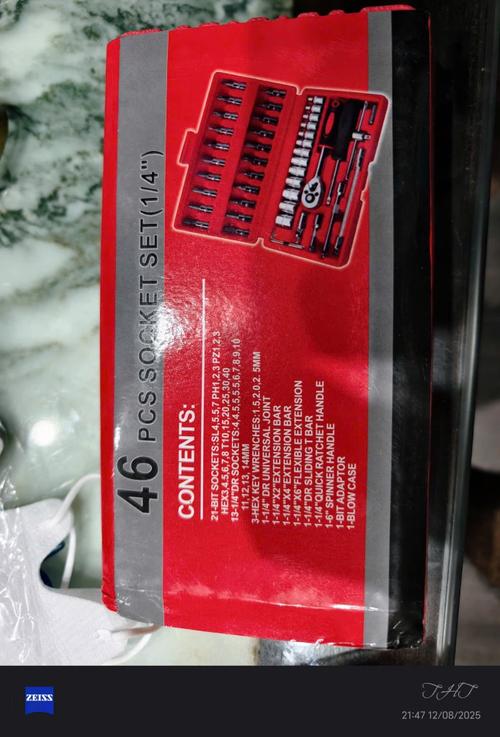 46 PCS SOCKET SET(1/4")
CONTENTS:
21-BIT SOCKETS:SL4,5.5,7 PH1,2,3 PZ1,2,3
HEX3,4,5,6,7,8 T10,15,20,25,30,40
13-1/4"DR SOCKETS:4,4.5,5,5.5,6,7,8,9,10
11,12,13, 14MM
3-HEX KEY WRENCHES:1.5,2.0,2. 5MM
1-1/4" DR UNIVERSAL JOINT
1-1/4"X2"EXTENSION BAR
1-1/4"X4"EXTENSION BAR
1-1/4"X6"FLEXIBLE EXTENSION
1-1/4"DR SLIDING T BAR
1-1/4"QUICK RATCHET HANDLE
1-6" SPINNER HANDLE
1-BIT ADAPTOR
1-BLOW CASE
ZEISS
THT
21:47 12/08/2025